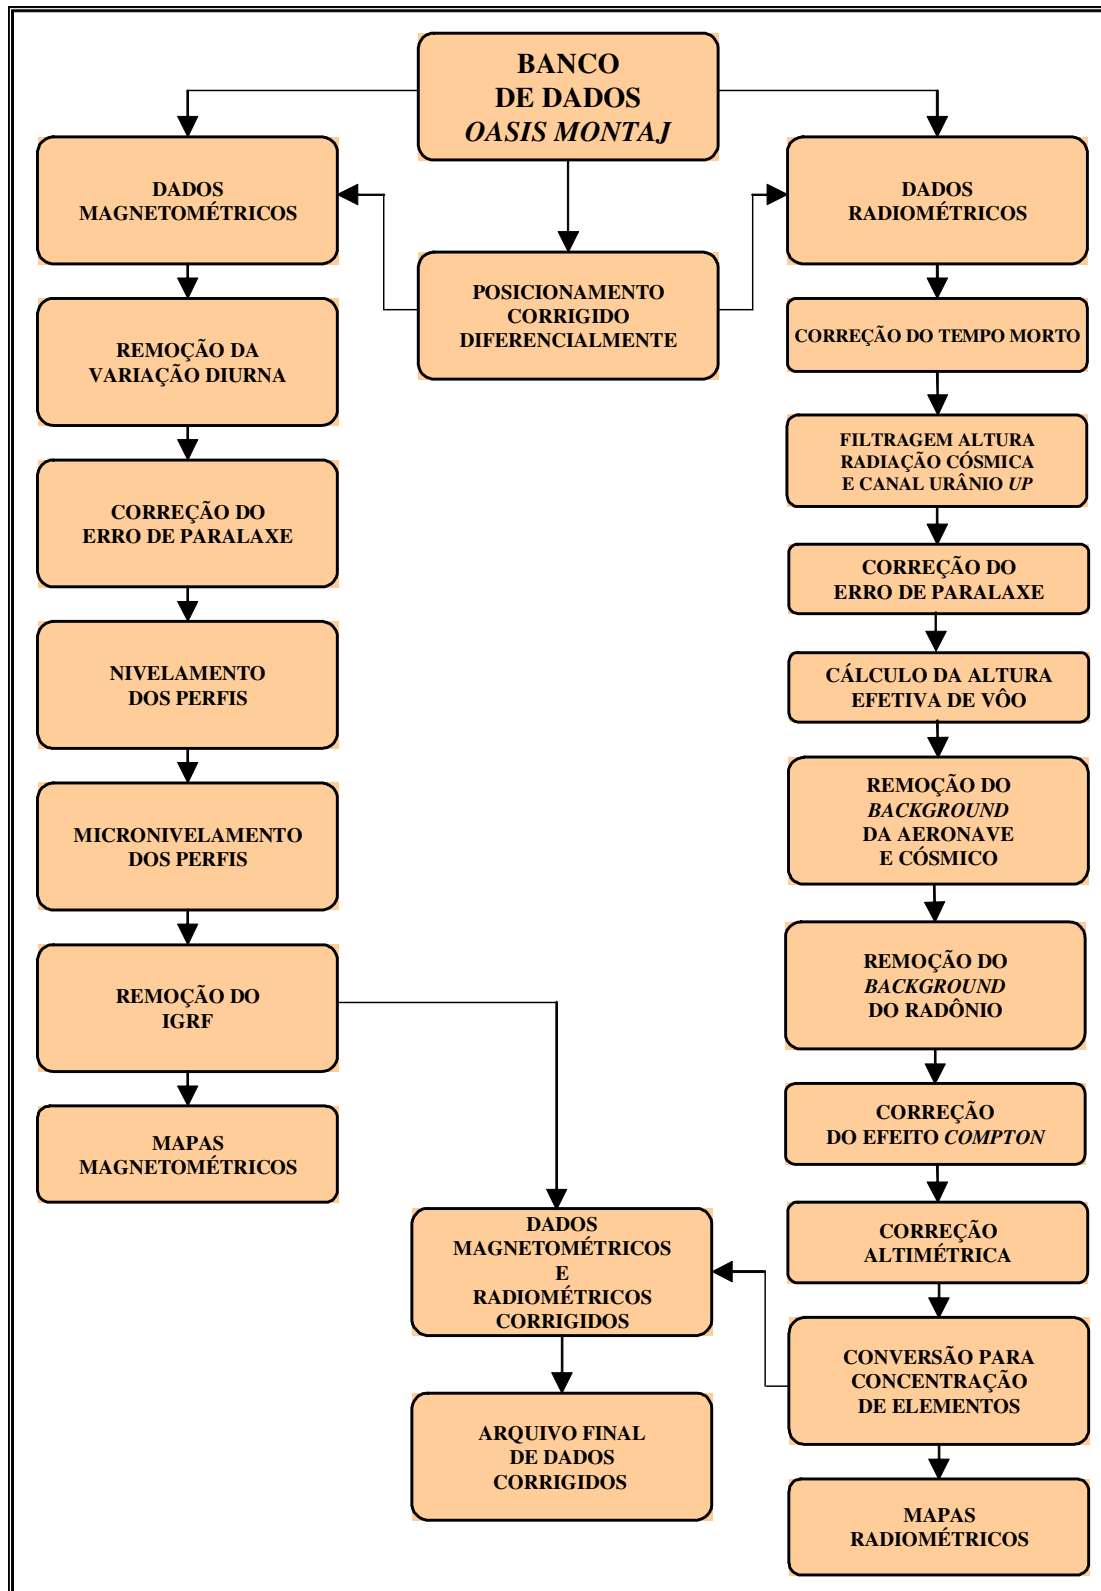 BANCO
DE DADOS
OASIS MONTAJ
DADOS
MAGNETOMÉTRICOS
DADOS
RADIOMÉTRICOS
POSICIONAMENTO
CORRIGIDO
DIFERENCIALMENTE
REMOÇÃO DA
VARIAÇÃO DIURNA
CORREÇÃO DO
ERRO DE PARALAXE
NIVELAMENTO
DOS PERFIS
MICRONIVELAMENTO
DOS PERFIS
REMOÇÃO DO
IGRF
MAPAS
MAGNETOMÉTRICOS
CORREÇÃO DO TEMPO MORTO
FILTRAGEM ALTURA
RADIAÇÃO CÓSMICA
E CANAL URÂNIO UP
CORREÇÃO DO
ERRO DE PARALAXE
CÁLCULO DA ALTURA
EFETIVA DE VÔO
REMOÇÃO DO
BACKGROUND
DA AERONAVE
E CÓSMICO
REMOÇÃO DO
BACKGROUND
DO RADÔNIO
CORREÇÃO
DO EFEITO COMPTON
CORREÇÃO
ALTIMÉTRICA
CONVERSÃO PARA
CONCENTRAÇÃO
DE ELEMENTOS
MAPAS
RADIOMÉTRICOS
DADOS
MAGNETOMÉTRICOS
E
RADIOMÉTRICOS
CORRIGIDOS
ARQUIVO FINAL
DE DADOS
CORRIGIDOS